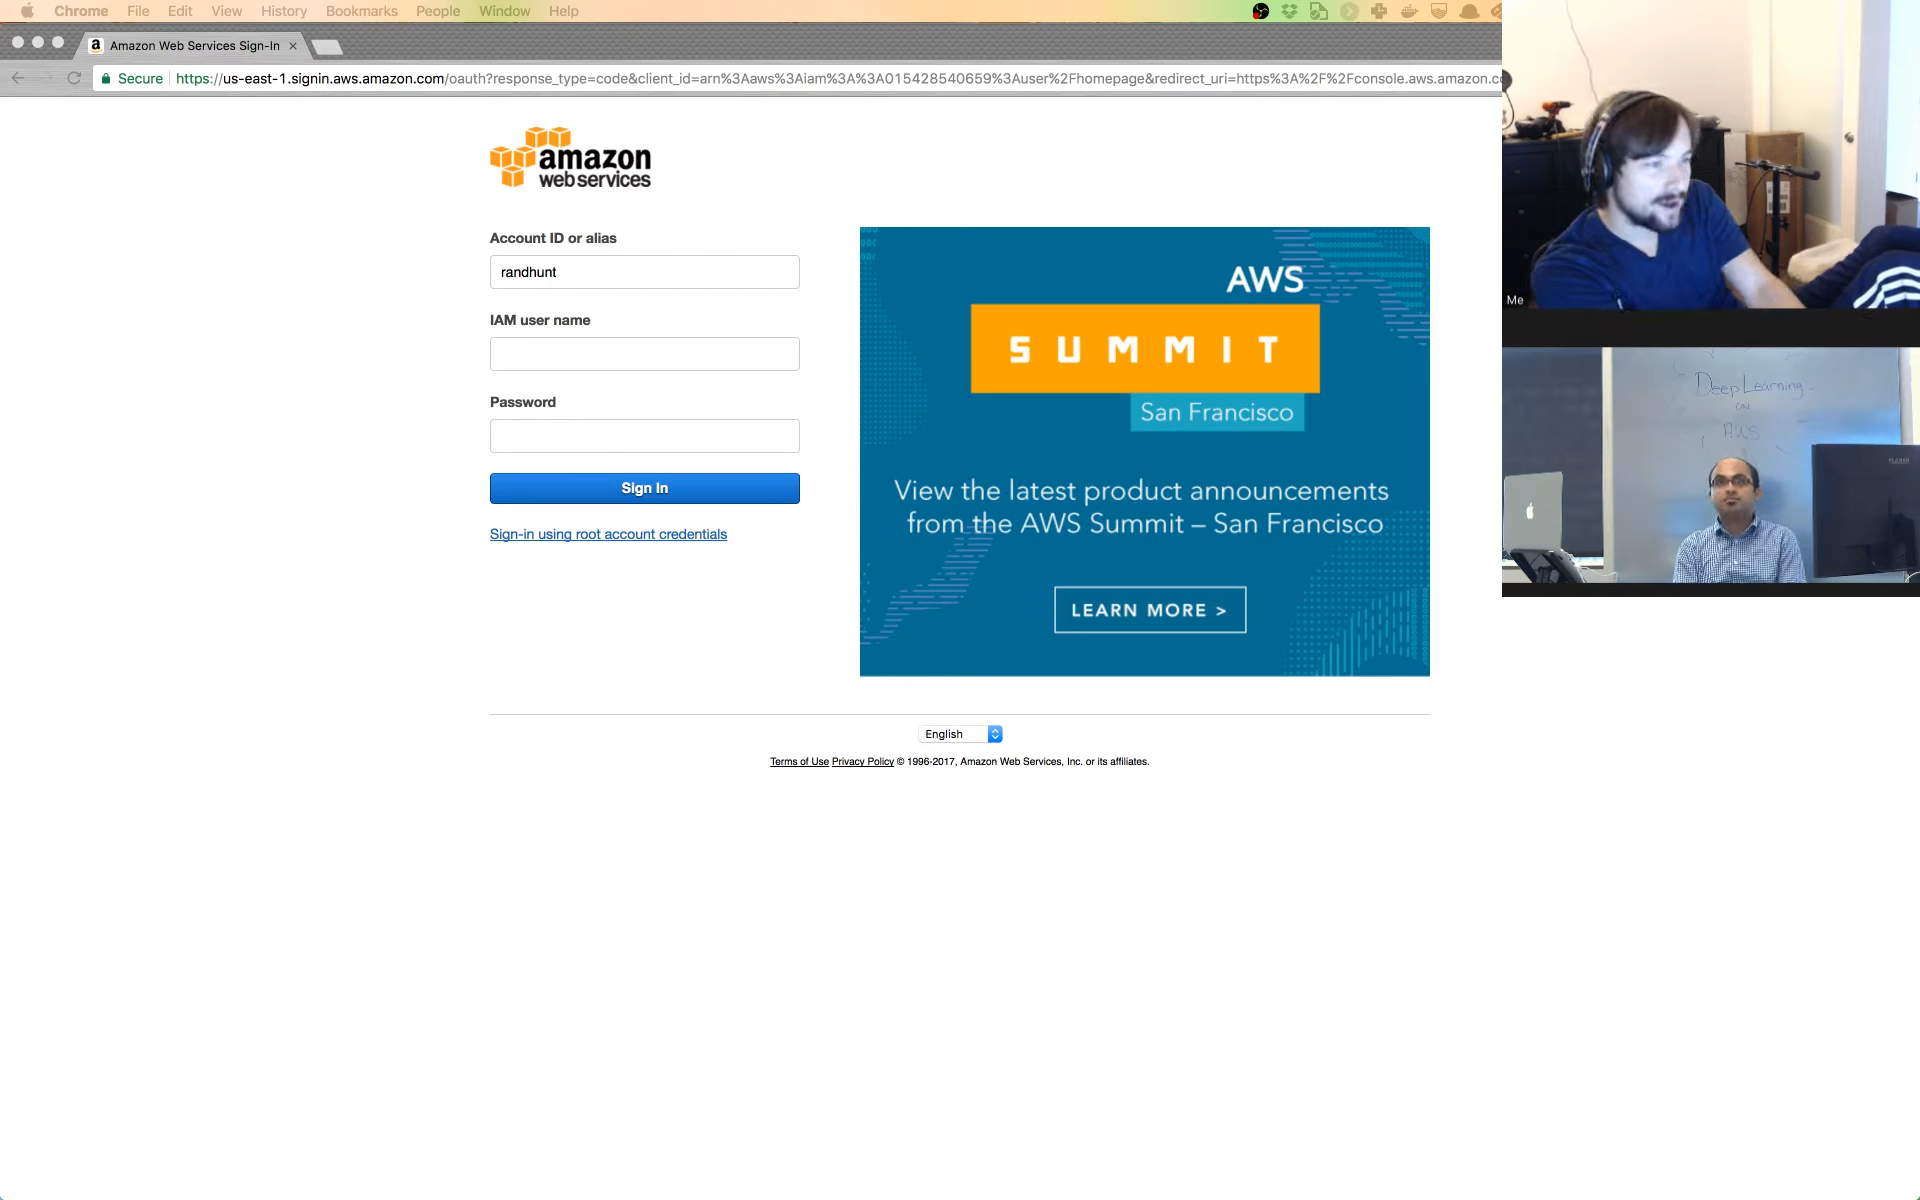 Chrome File Edit View History Bookmarks People Window Help
Amazon Web Services Sign-In
Secure https://us-east-1.signin.aws.amazon.com/oauth?response_type=code&client_id=arn%3Aaws%3Aiam%3A%3A015428540659%3Auser%2Fhomepage&redirect_uri=https%3A%2F%2Fconsole.aws.amazon.c
amazon
web services
Account ID or alias
randhunt
IAM user name
Password
Sign In
Sign-in using root account credentials
AWS
SUMMIT
San Francisco
View the latest product announcements
from the AWS Summit – San Francisco
LEARN MORE >
English
Terms of Use Privacy Policy © 1996-2017, Amazon Web Services, Inc. or its affiliates.
Me
Deep Learning
ON
AWS